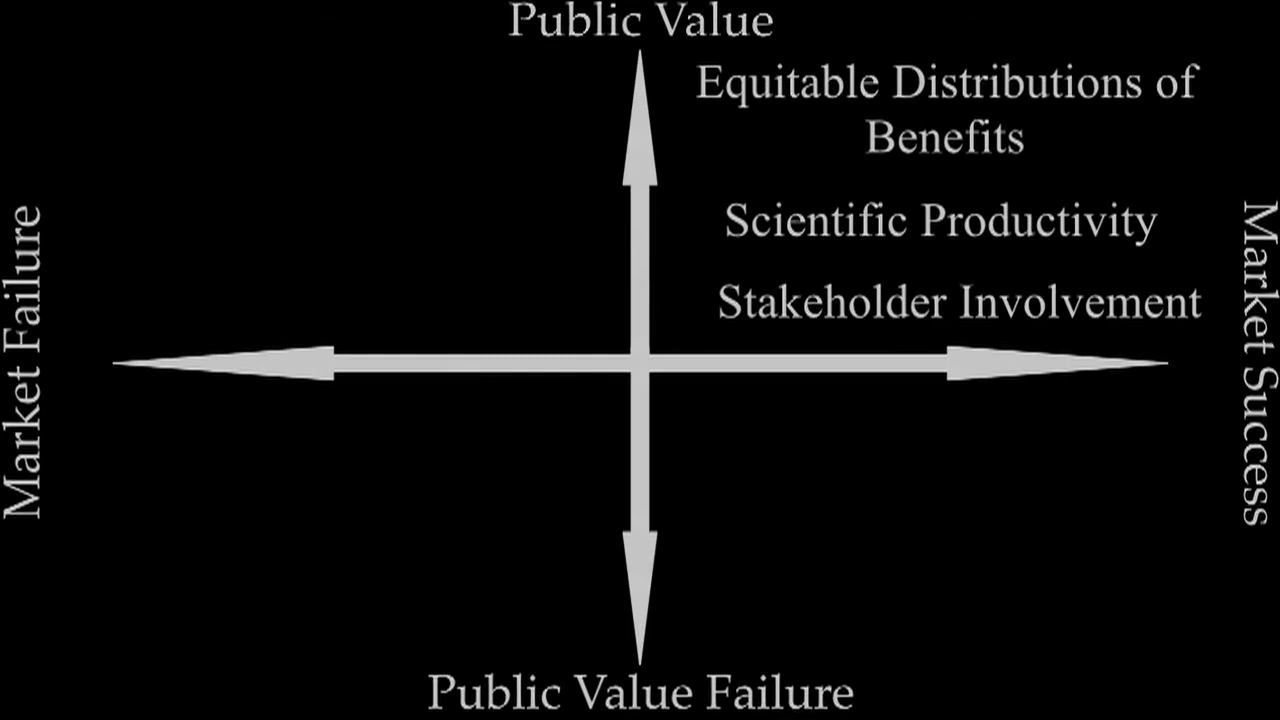 Public Value
Equitable Distributions of
Benefits
Scientific Productivity
Stakeholder Involvement
Market Failure
Market Success
Public Value Failure